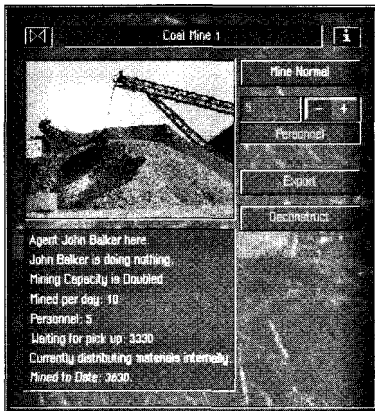 Coal Mine 1
i
Mine Normal
5
- +
Personnel
Export
Deconstruct
Agent John Balker here.
John Balker is doing nothing.
Mining Capacity is Doubled
Mined per day: 10
Personnel: 5
Waiting for pick up: 3330
Currently distributing materials internally.
Mined to Date: 3630.